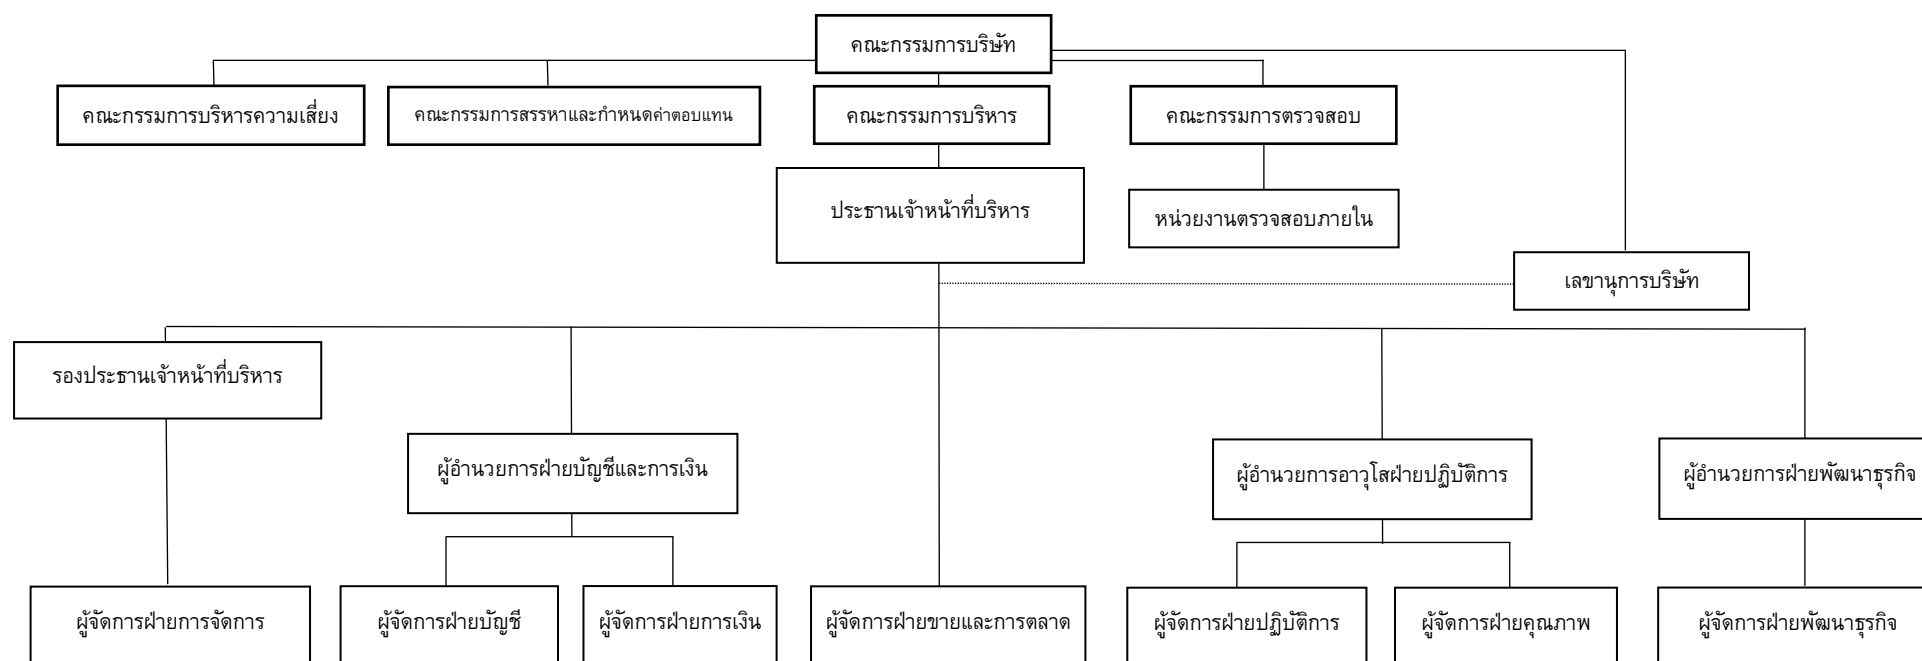 คณะกรรมการบริษัท
คณะกรรมการบริหารความเสี่ยง
คณะกรรมการสรรหาและกำหนดค่าตอบแทน
คณะกรรมการบริหาร
คณะกรรมการตรวจสอบ
ประธานเจ้าหน้าที่บริหาร
หน่วยงานตรวจสอบภายใน
เลขานุการบริษัท
รองประธานเจ้าหน้าที่บริหาร
ผู้อำนวยการฝ่ายบัญชีและการเงิน
ผู้อำนวยการอาวุโสฝ่ายปฏิบัติการ
ผู้อำนวยการฝ่ายพัฒนาธุรกิจ
ผู้จัดการฝ่ายการจัดการ
ผู้จัดการฝ่ายบัญชี
ผู้จัดการฝ่ายการเงิน
ผู้จัดการฝ่ายขายและการตลาด
ผู้จัดการฝ่ายปฏิบัติการ
ผู้จัดการฝ่ายคุณภาพ
ผู้จัดการฝ่ายพัฒนาธุรกิจ